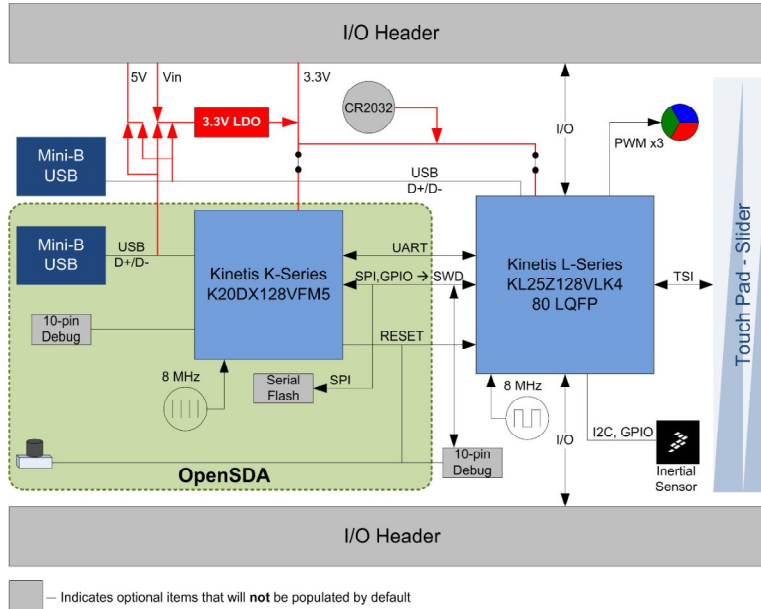 I/O Header
5V
Vin
3.3V
3.3V LDO
CR2032
I/O
PWM x3
Mini-B
USB
USB
D+/D-
Mini-B
USB
USB
D+/D-
Kinetis K-Series
K20DX128VFM5
UART
SPI,GPIO → SWD
Kinetis L-Series
KL25Z128VLK4
80 LQFP
TSI
Touch Pad - Slider
10-pin
Debug
RESET
8 MHz
Serial
Flash
SPI
8 MHz
I/O
I2C, GPIO
10-pin
Debug
Inertial
Sensor
OpenSDA
I/O Header
– Indicates optional items that will not be populated by default